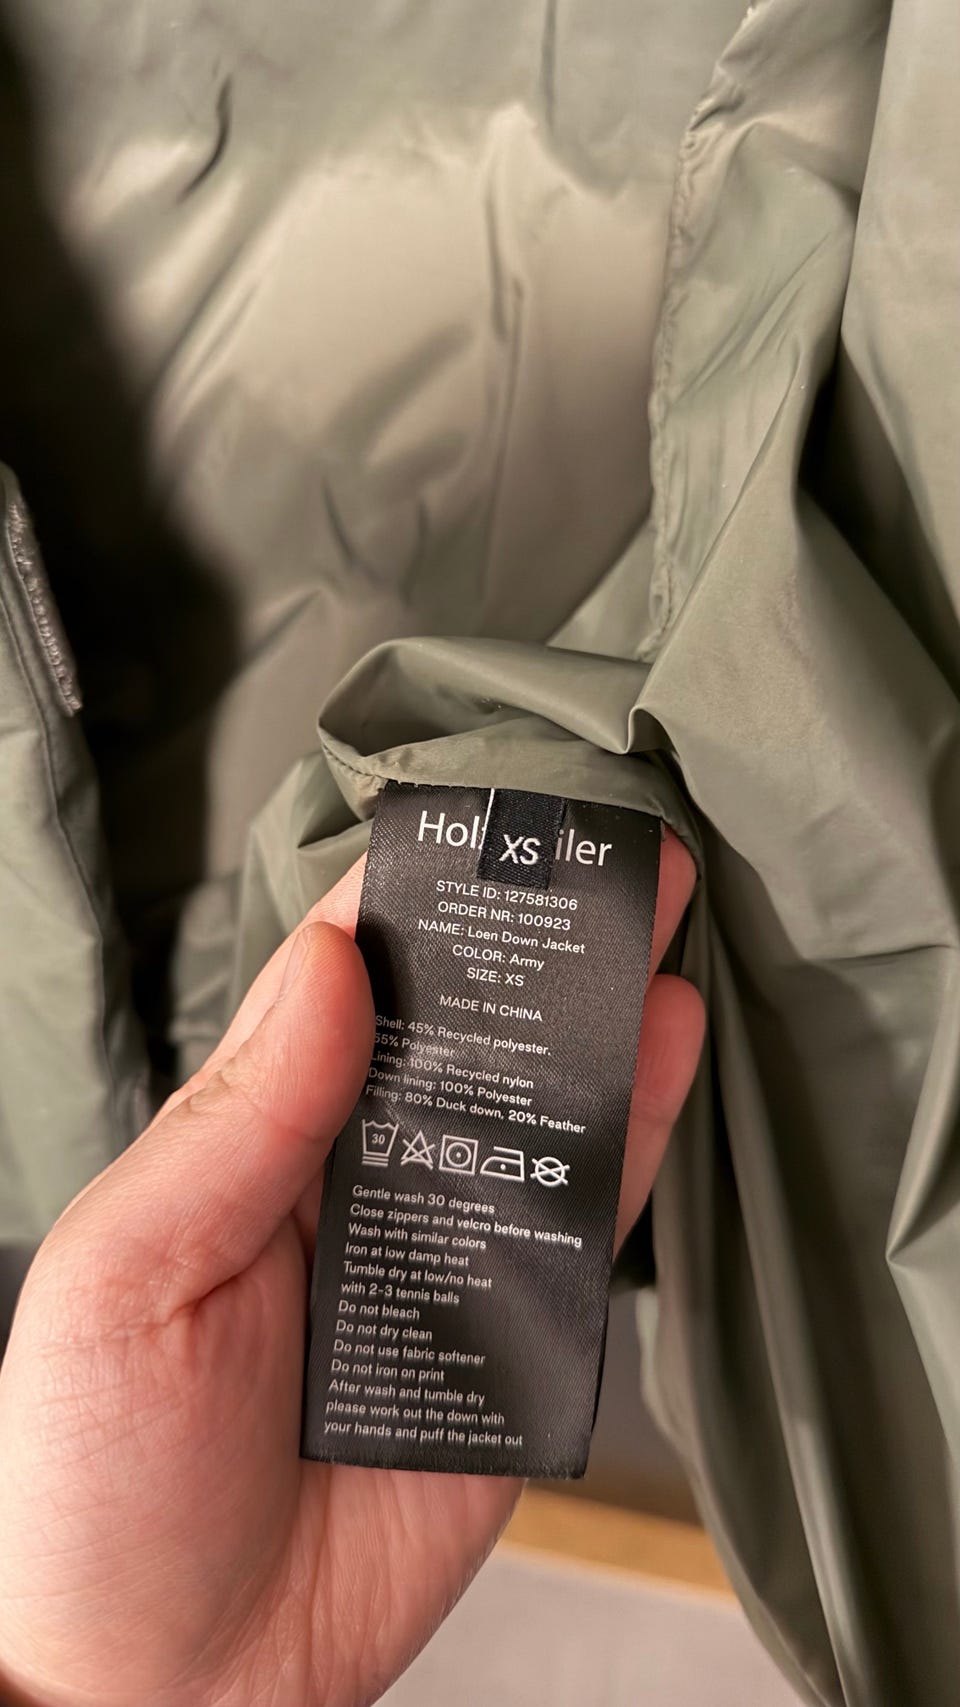 XS
STYLE ID: 127581306
ORDER NR: 100923
NAME: Loen Down Jacket
COLOR: Army
SIZE: XS
MADE IN CHINA
Shell: 45% Recycled polyester,
55% Polyester
Lining: 100% Recycled nylon
Down lining: 100% Polyester
Filling: 80% Duck down, 20% Feather
30
Gentle wash 30 degrees
Close zippers and velcro before washing
Wash with similar colors
Iron at low damp heat
Tumble dry at low/no heat
with 2-3 tennis balls
Do not bleach
Do not dry clean
Do not use fabric softener
Do not iron on print
After wash and tumble dry
please work out the down with
your hands and puff the jacket out